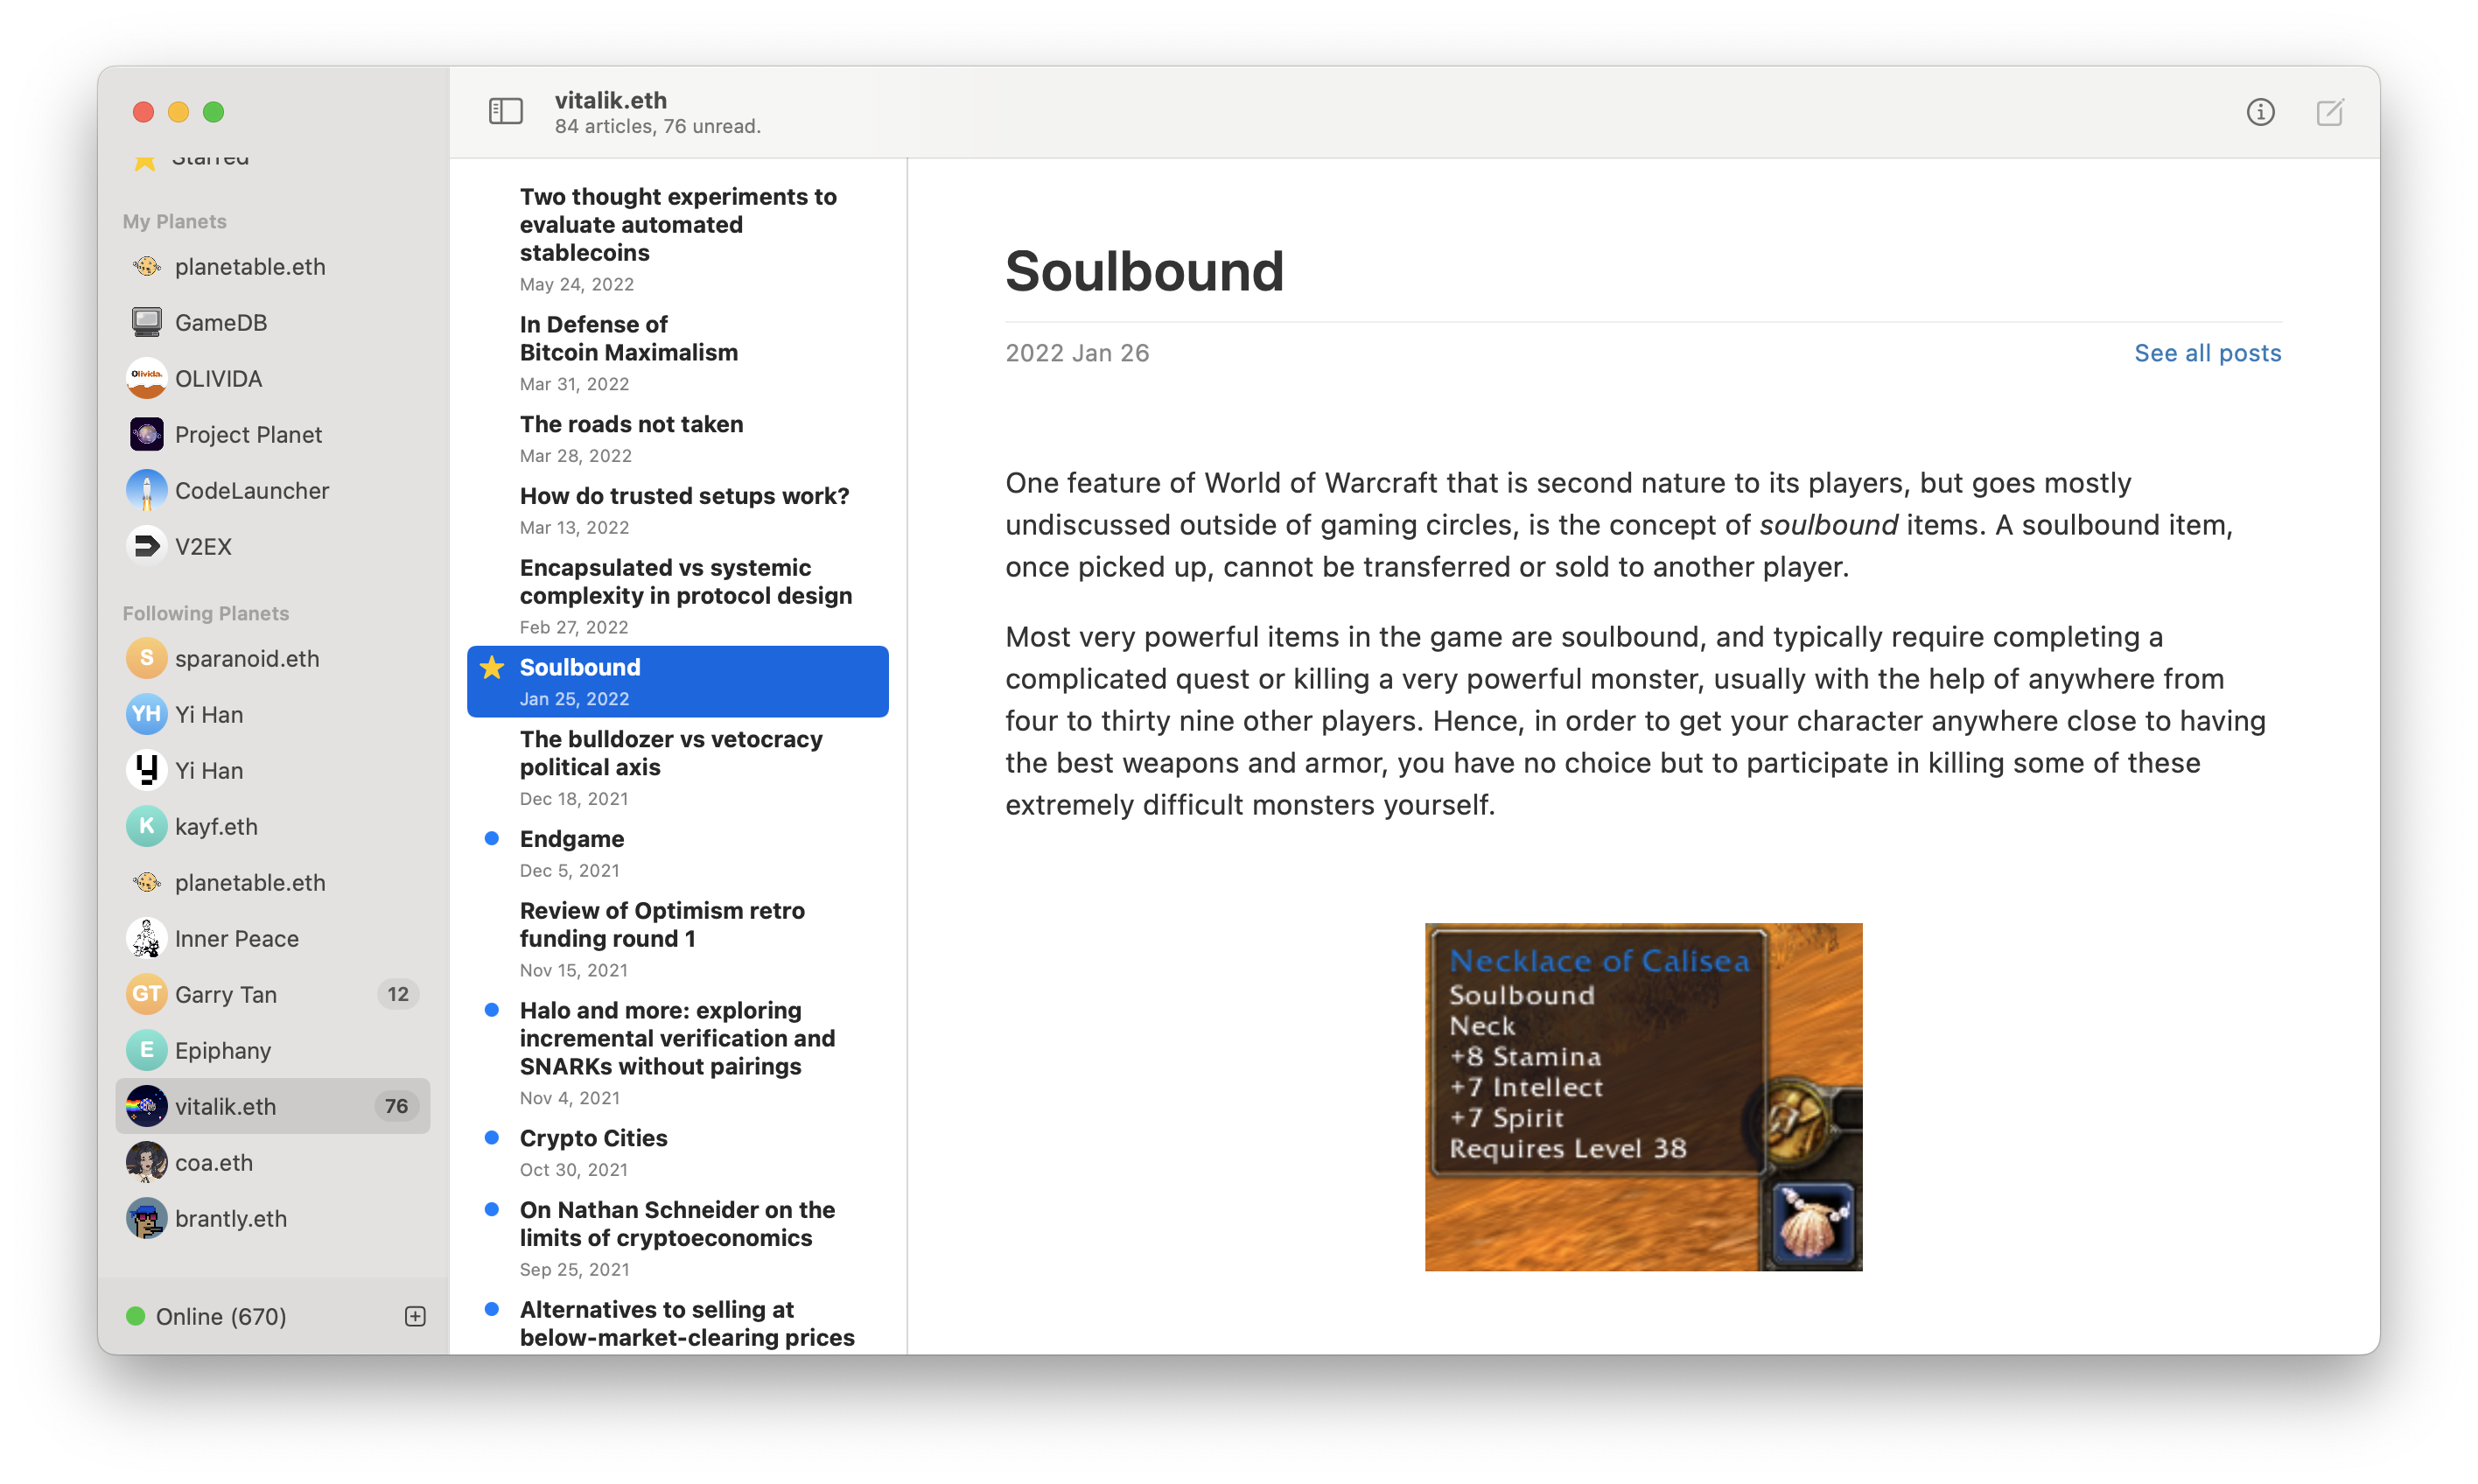 Starred
My Planets
planetable.eth
GameDB
Olivida.
OLIVIDA
Project Planet
CodeLauncher
V2EX
Following Planets
S
sparanoid.eth
YH
Yi Han
Yi Han
K
kayf.eth
planetable.eth
Inner Peace
GT
Garry Tan
12
E
Epiphany
vitalik.eth
76
coa.eth
brantly.eth
Online (670)
vitalik.eth
84 articles, 76 unread.
Two thought experiments to
evaluate automated
stablecoins
May 24, 2022
In Defense of
Bitcoin Maximalism
Mar 31, 2022
The roads not taken
Mar 28, 2022
How do trusted setups work?
Mar 13, 2022
Encapsulated vs systemic
complexity in protocol design
Feb 27, 2022
Soulbound
Jan 25, 2022
The bulldozer vs vetocracy
political axis
Dec 18, 2021
Endgame
Dec 5, 2021
Review of Optimism retro
funding round 1
Nov 15, 2021
Halo and more: exploring
incremental verification and
SNARKs without pairings
Nov 4, 2021
Crypto Cities
Oct 30, 2021
On Nathan Schneider on the
limits of cryptoeconomics
Sep 25, 2021
Alternatives to selling at
below-market-clearing prices
Soulbound
2022 Jan 26
See all posts
One feature of World of Warcraft that is second nature to its players, but goes mostly
undiscussed outside of gaming circles, is the concept of soulbound items. A soulbound item,
once picked up, cannot be transferred or sold to another player.
Most very powerful items in the game are soulbound, and typically require completing a
complicated quest or killing a very powerful monster, usually with the help of anywhere from
four to thirty nine other players. Hence, in order to get your character anywhere close to having
the best weapons and armor, you have no choice but to participate in killing some of these
extremely difficult monsters yourself.
Necklace of Calisea
Soulbound
Neck
+8 Stamina
+7 Intellect
+7 Spirit
Requires Level 38